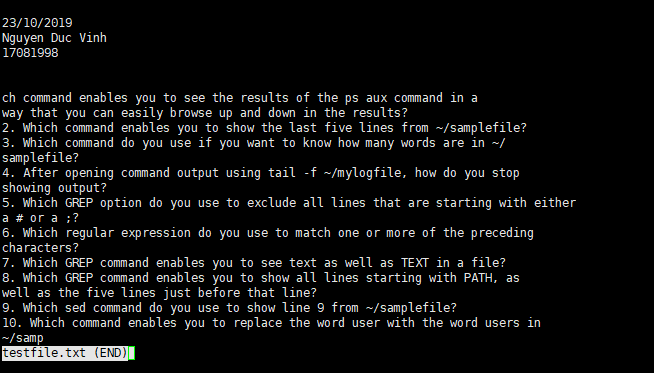 23/10/2019
Nguyen Duc Vinh
17081998
ch command enables you to see the results of the ps aux command in a
way that you can easily browse up and down in the results?
2. Which command enables you to show the last five lines from ~/samplefile?
3. Which command do you use if you want to know how many words are in ~/
samplefile?
4. After opening command output using tail -f ~/mylogfile, how do you stop
showing output?
5. Which GREP option do you use to exclude all lines that are starting with either
a # or a ;?
6. Which regular expression do you use to match one or more of the preceding
characters?
7. Which GREP command enables you to see text as well as TEXT in a file?
8. Which GREP command enables you to show all lines starting with PATH, as
well as the five lines just before that line?
9. Which sed command do you use to show line 9 from ~/samplefile?
10. Which command enables you to replace the word user with the word users in
~/samp
testfile.txt (END)